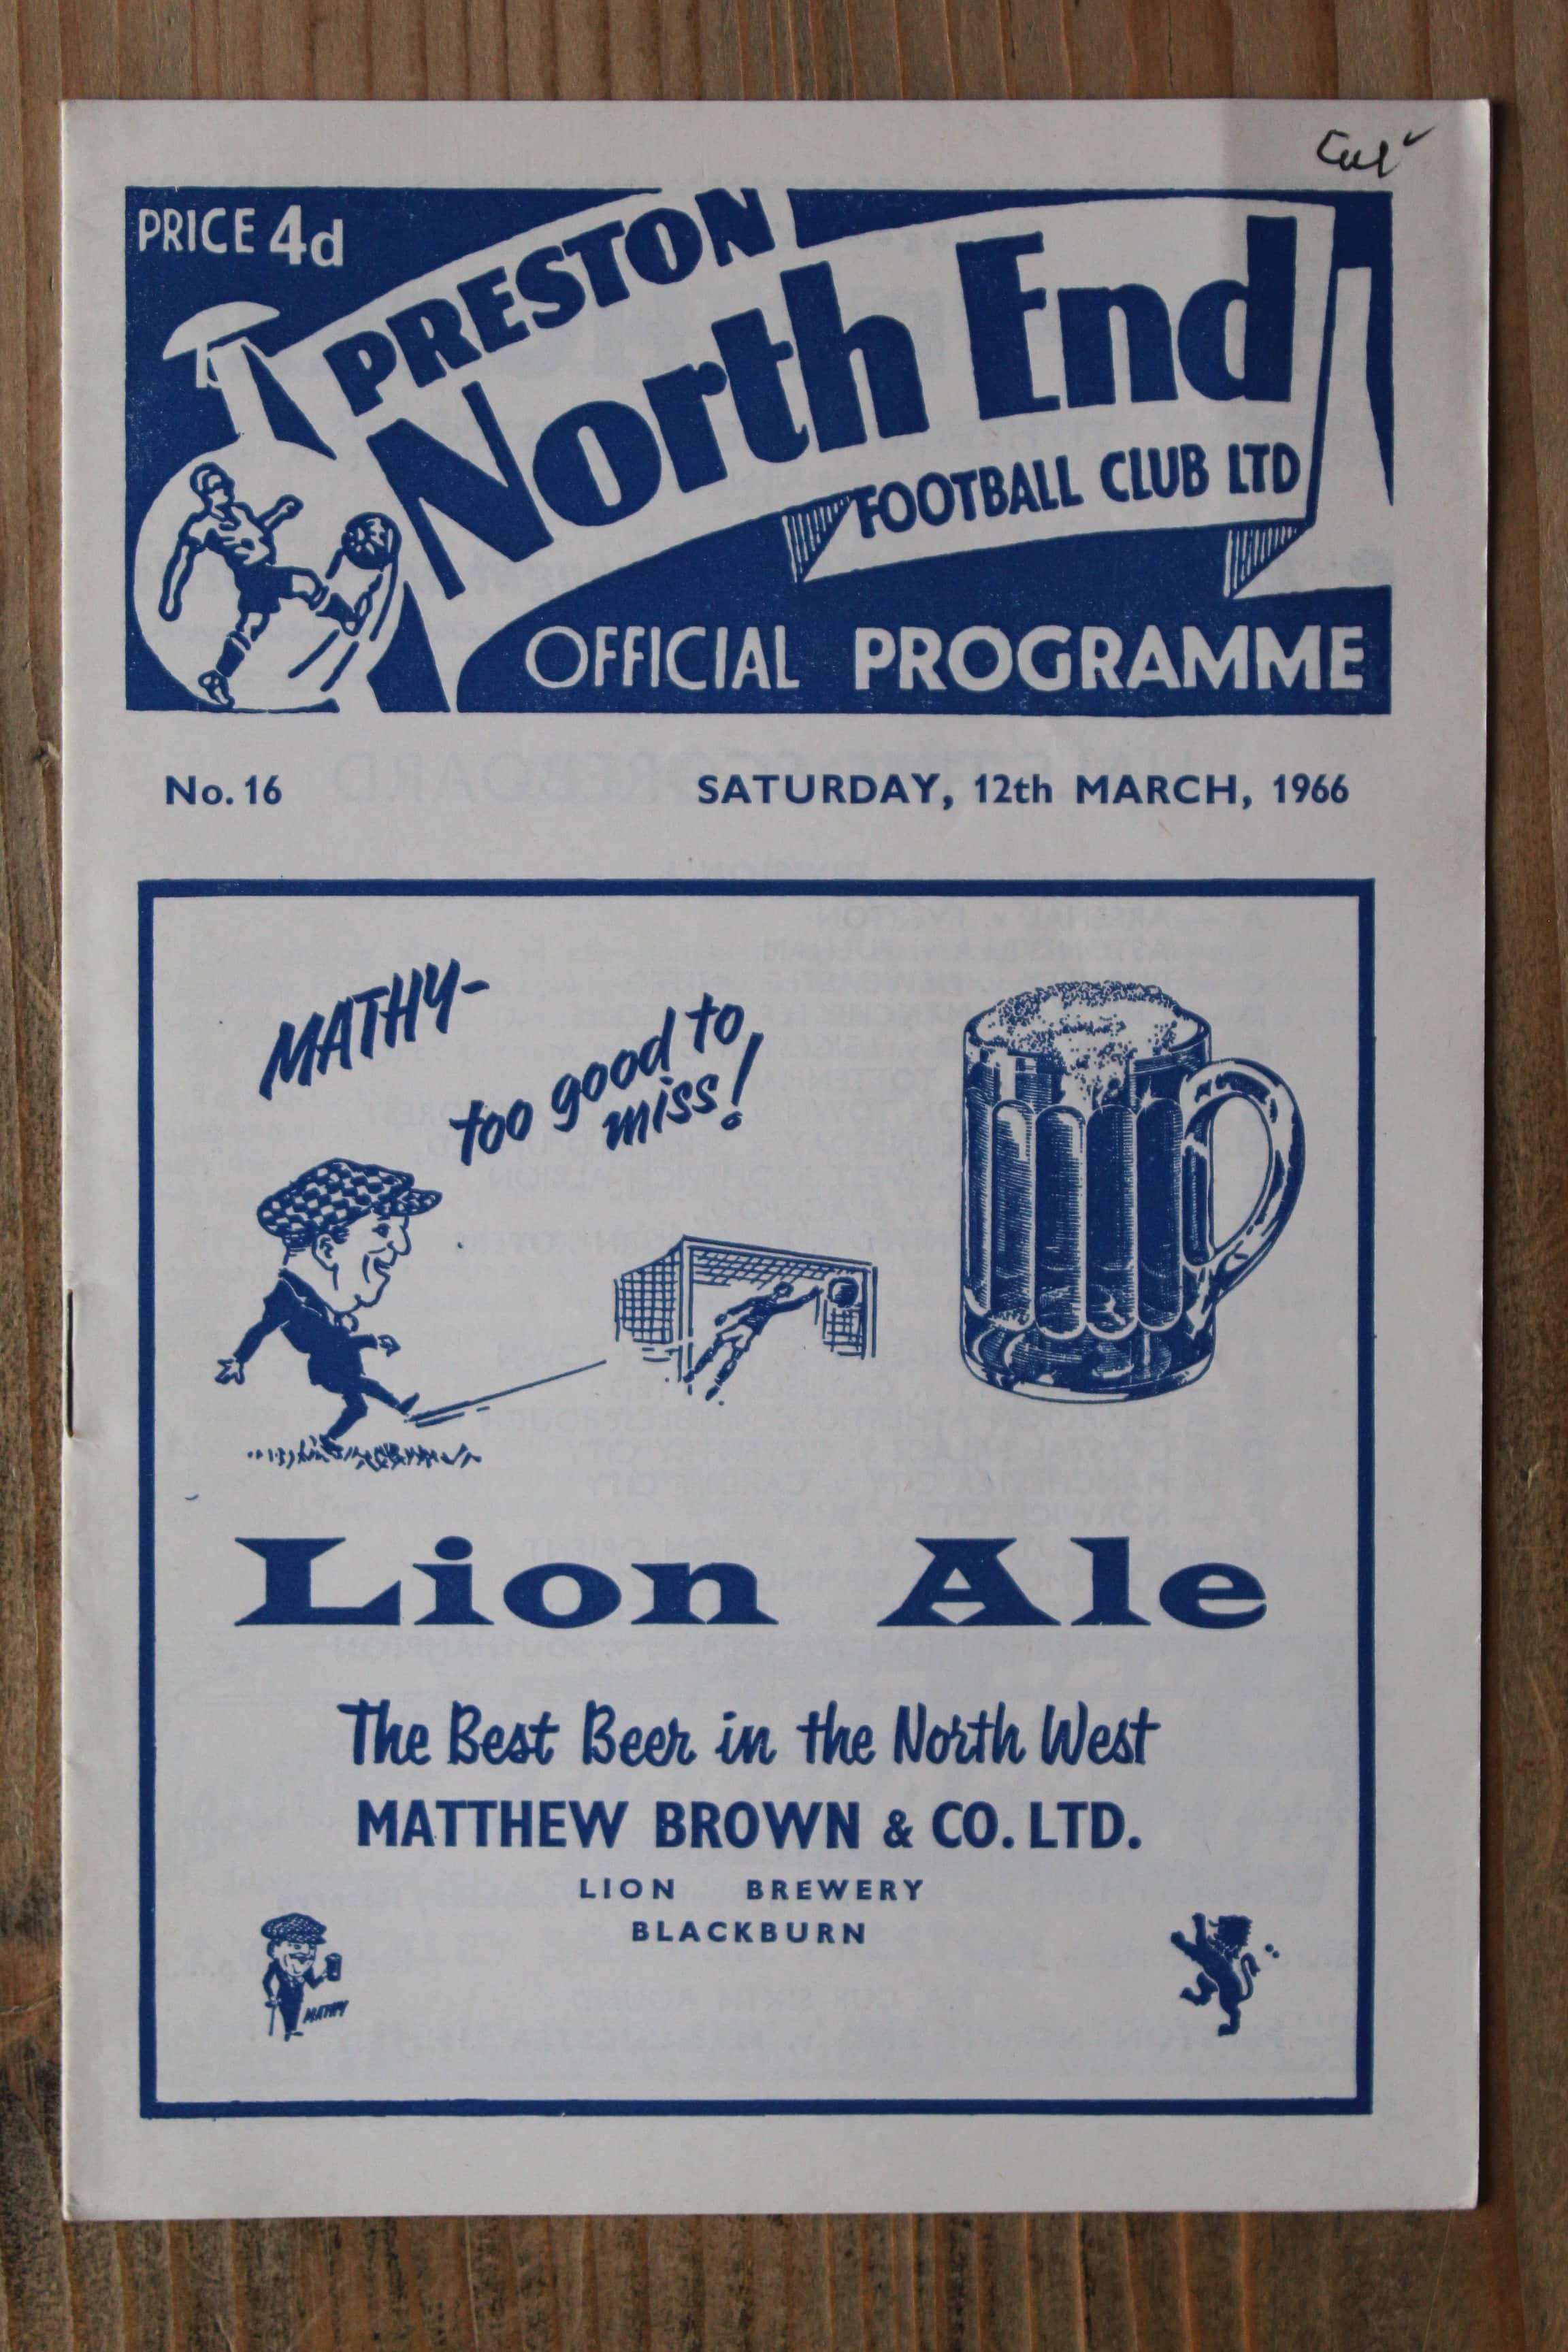 PRICE 4d
PRESTON
North End
FOOTBALL CLUB LTD
OFFICIAL PROGRAMME
No. 16 SATURDAY, 12th MARCH, 1966
MATHY-
too good to
miss!
Lion Ale
The Best Beer in the North West
MATTHEW BROWN & CO. LTD.
LION BREWERY
BLACKBURN
MATHY